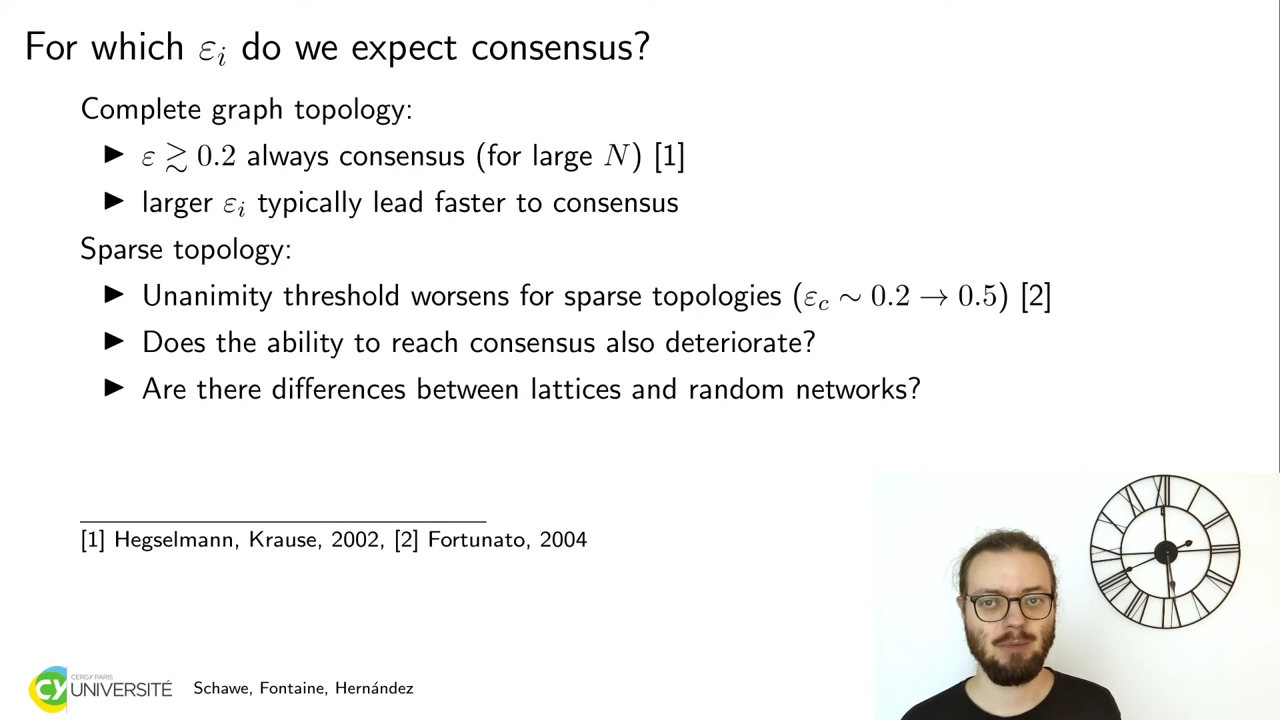 For which εᵢ do we expect consensus?
Complete graph topology:
▶ ε ≳ 0.2 always consensus (for large N) [1]
▶ larger εᵢ typically lead faster to consensus
Sparse topology:
▶ Unanimity threshold worsens for sparse topologies (ε_c ∼ 0.2 → 0.5) [2]
▶ Does the ability to reach consensus also deteriorate?
▶ Are there differences between lattices and random networks?
[1] Hegselmann, Krause, 2002, [2] Fortunato, 2004
CERGY PARIS
CY UNIVERSITÉ
Schawe, Fontaine, Hernández